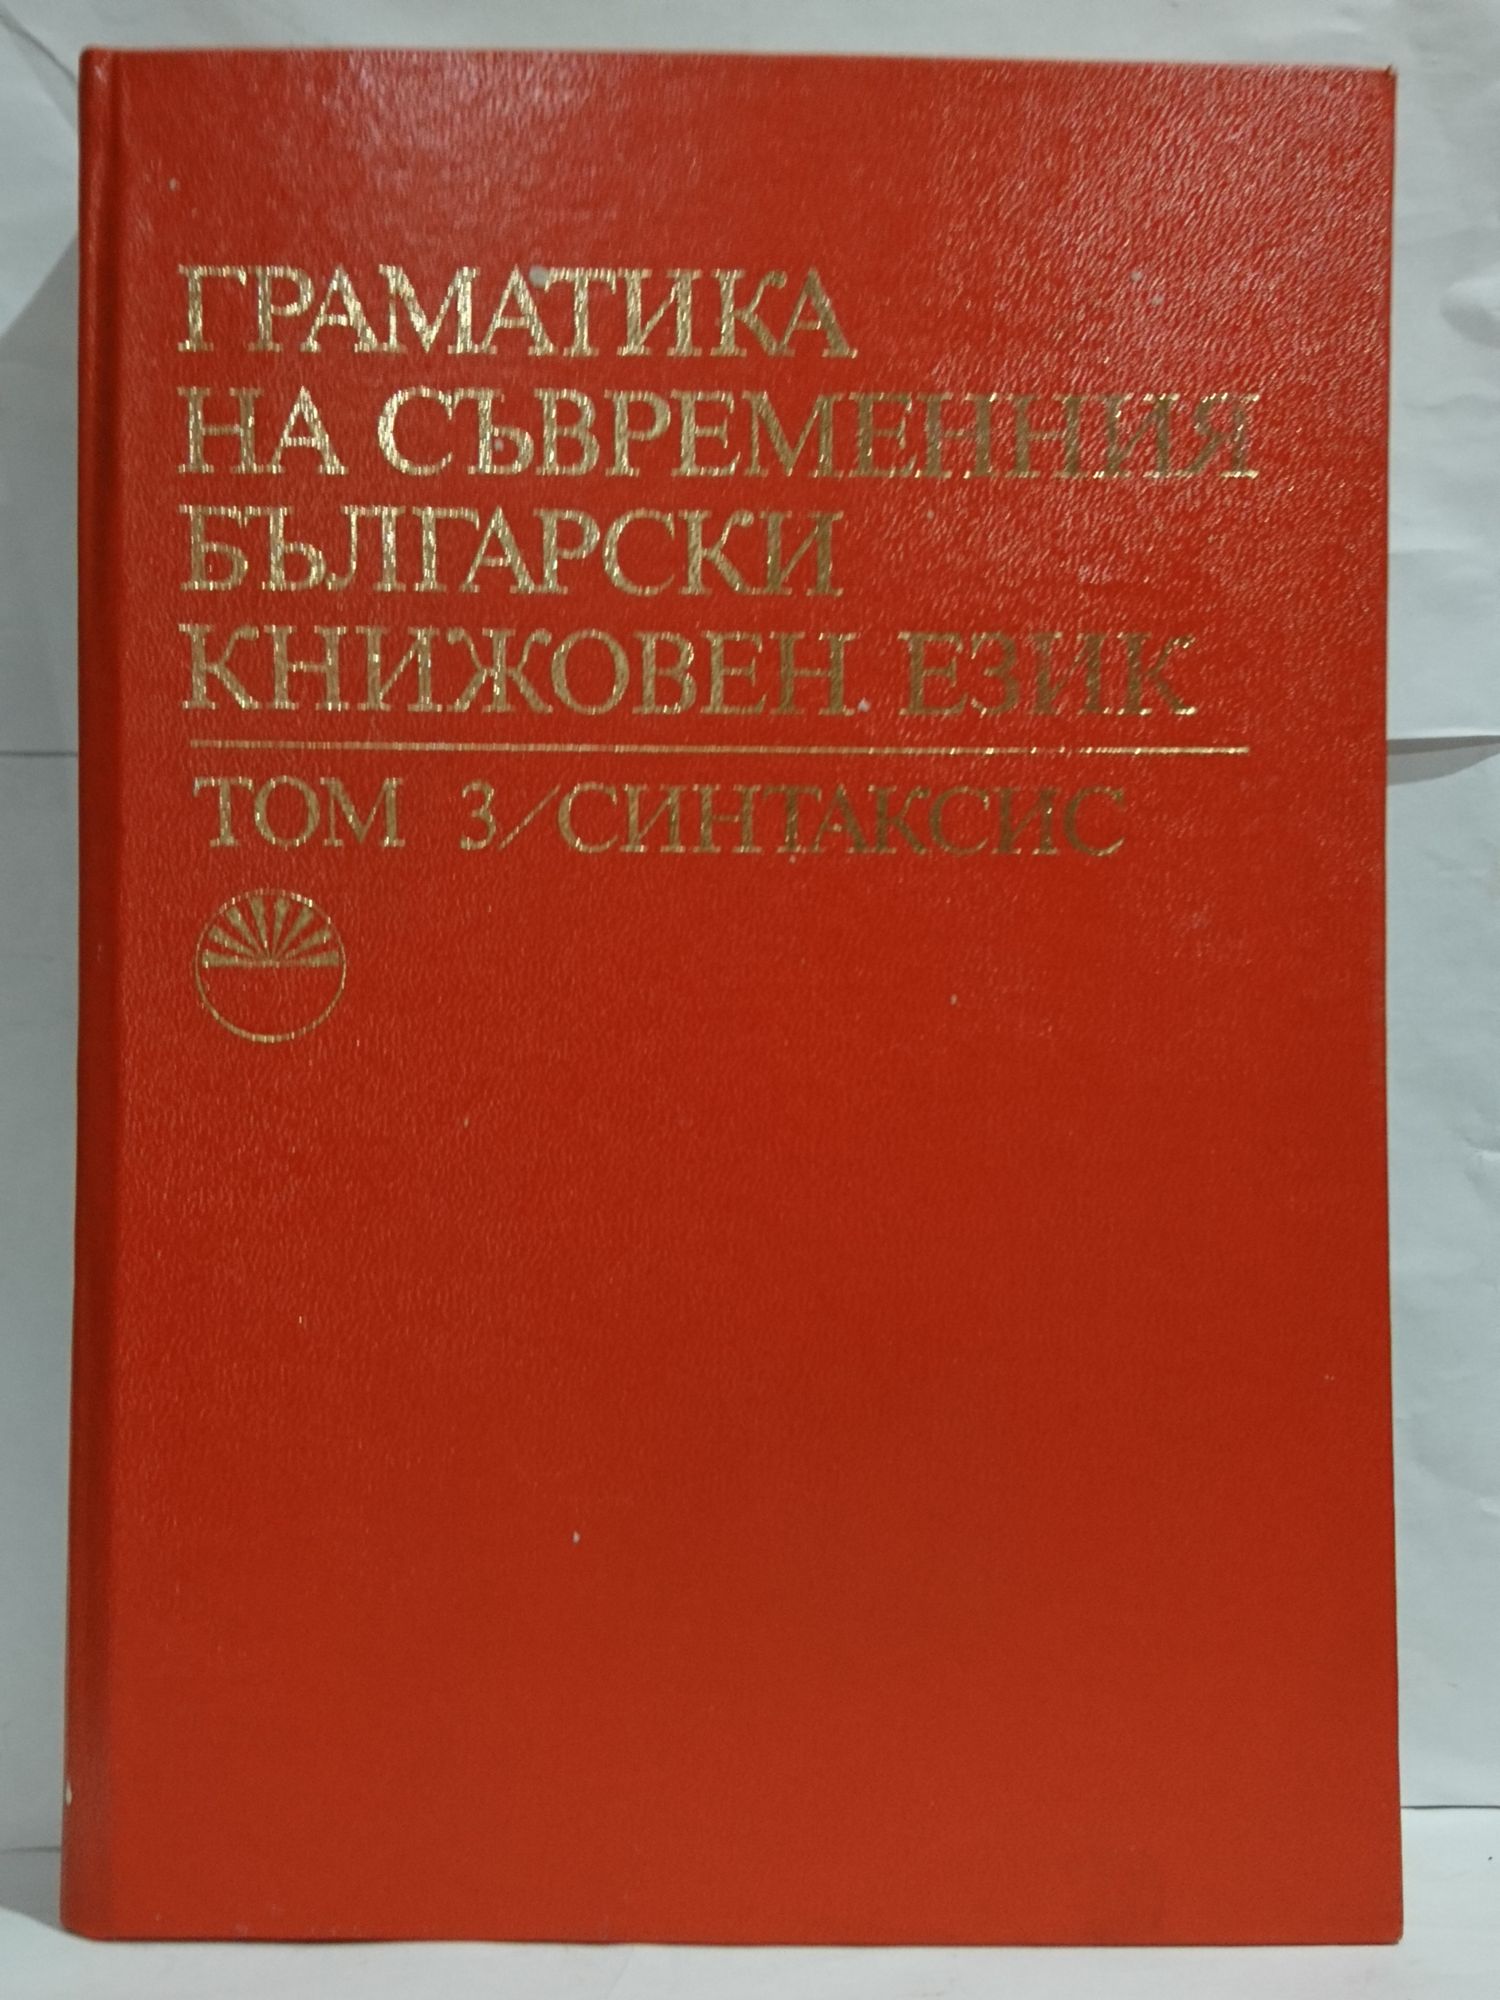 ГРАМАТИКА
НА СЪВРЕМЕННИЯ
БЪЛГАРСКИ
КНИЖОВЕН ЕЗИК
ТОМ 3/СИНТАКСИС